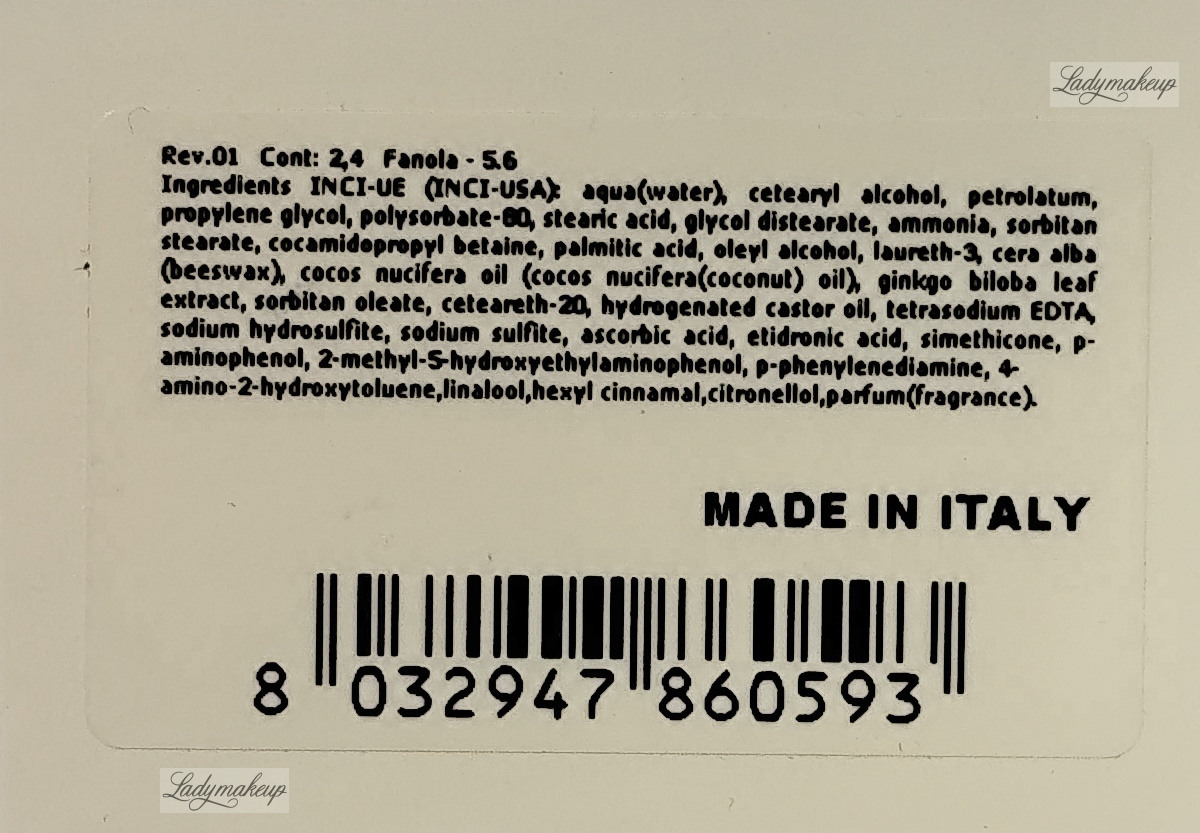 Ladymakeup
Rev.01 Cont: 2,4 Fanola - 5.6
Ingredients INCI-UE (INCI-USA): aqua(water), cetearyl alcohol, petrolatum,
propylene glycol, polysorbate-60, stearic acid, glycol distearate, ammonia, sorbitan
stearate, cocamidopropyl betaine, palmitic acid, oleyl alcohol, laureth-3, cera alba
(beeswax), cocos nucifera oil (cocos nucifera(coconut) oil), ginkgo biloba leaf
extract, sorbitan oleate, ceteareth-20, hydrogenated castor oil, tetrasodium EDTA,
sodium hydrosulfite, sodium sulfite, ascorbic acid, etidronic acid, simethicone, p-
aminophenol, 2-methyl-5-hydroxyethylaminophenol, p-phenylenediamine, 4-
amino-2-hydroxytoluene,linalool,hexyl cinnamal,citronellol,parfum(fragrance).
MADE IN ITALY
8 032947 860593
Ladymakeup